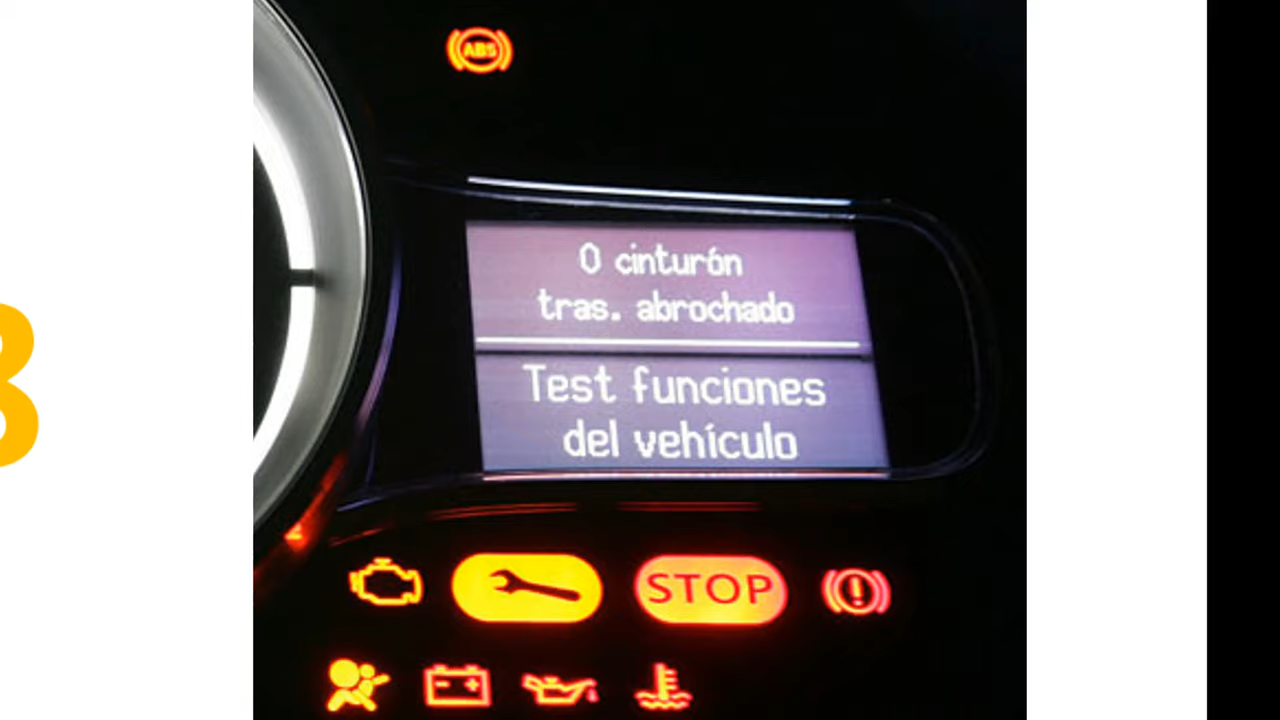 ABS
0 cinturón
tras. abrochado
Test funciones
del vehículo
STOP